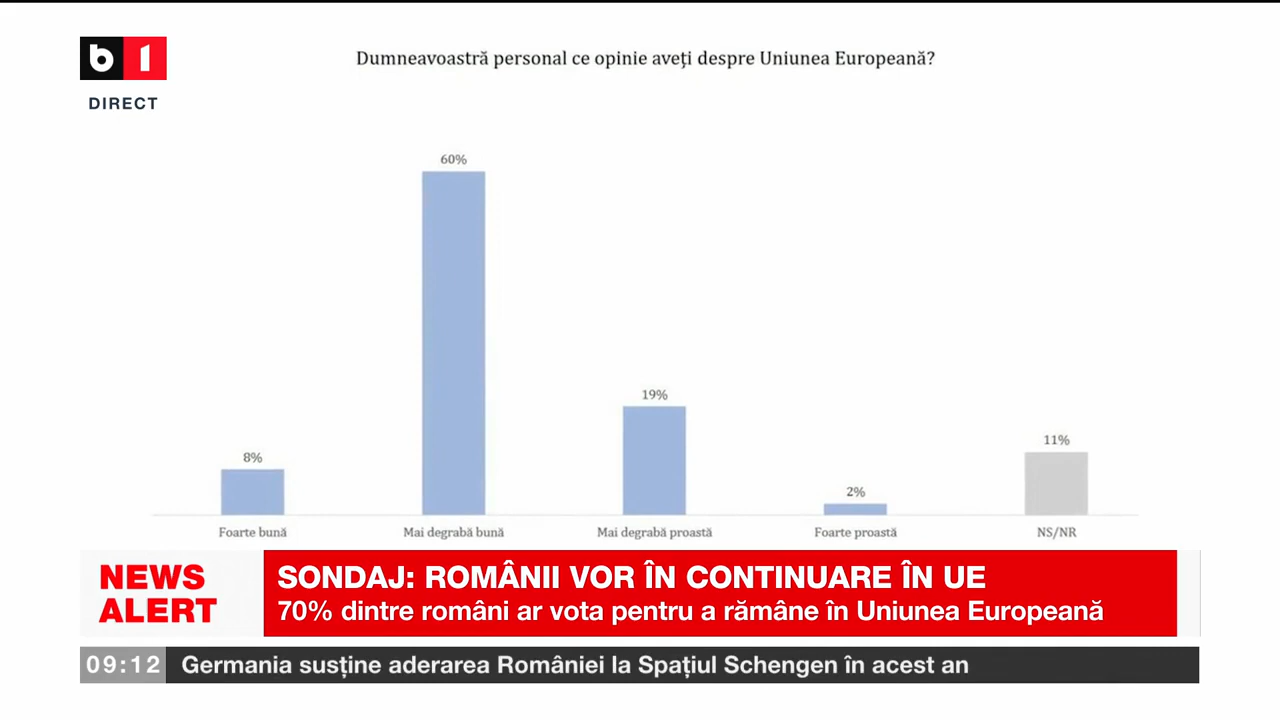 b1
DIRECT
Dumneavoastră personal ce opinie aveți despre Uniunea Europeană?
60%
19%
11%
8%
2%
Foarte bună
Mai degrabă bună
Mai degrabă proastă
Foarte proastă
NS/NR
NEWS ALERT
SONDAJ: ROMÂNII VOR ÎN CONTINUARE ÎN UE
70% dintre români ar vota pentru a rămâne în Uniunea Europeană
09:12
Germania susține aderarea României la Spațiul Schengen în acest an